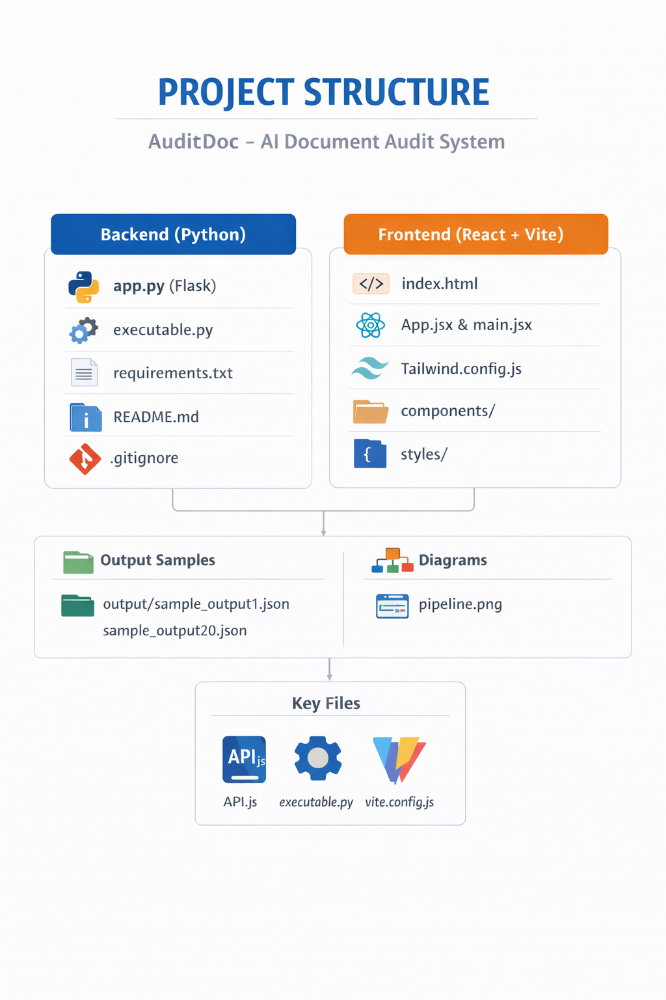 PROJECT STRUCTURE
AuditDoc – AI Document Audit System
Backend (Python)
app.py (Flask)
executable.py
requirements.txt
i
README.md
.gitignore
Frontend (React + Vite)
</>
index.html
App.jsx & main.jsx
Tailwind.config.js
components/
{
styles/
Output Samples
output/sample_output1.json
sample_output20.json
Diagrams
pipeline.png
Key Files
API js
API.js
executable.py
vite.config.js